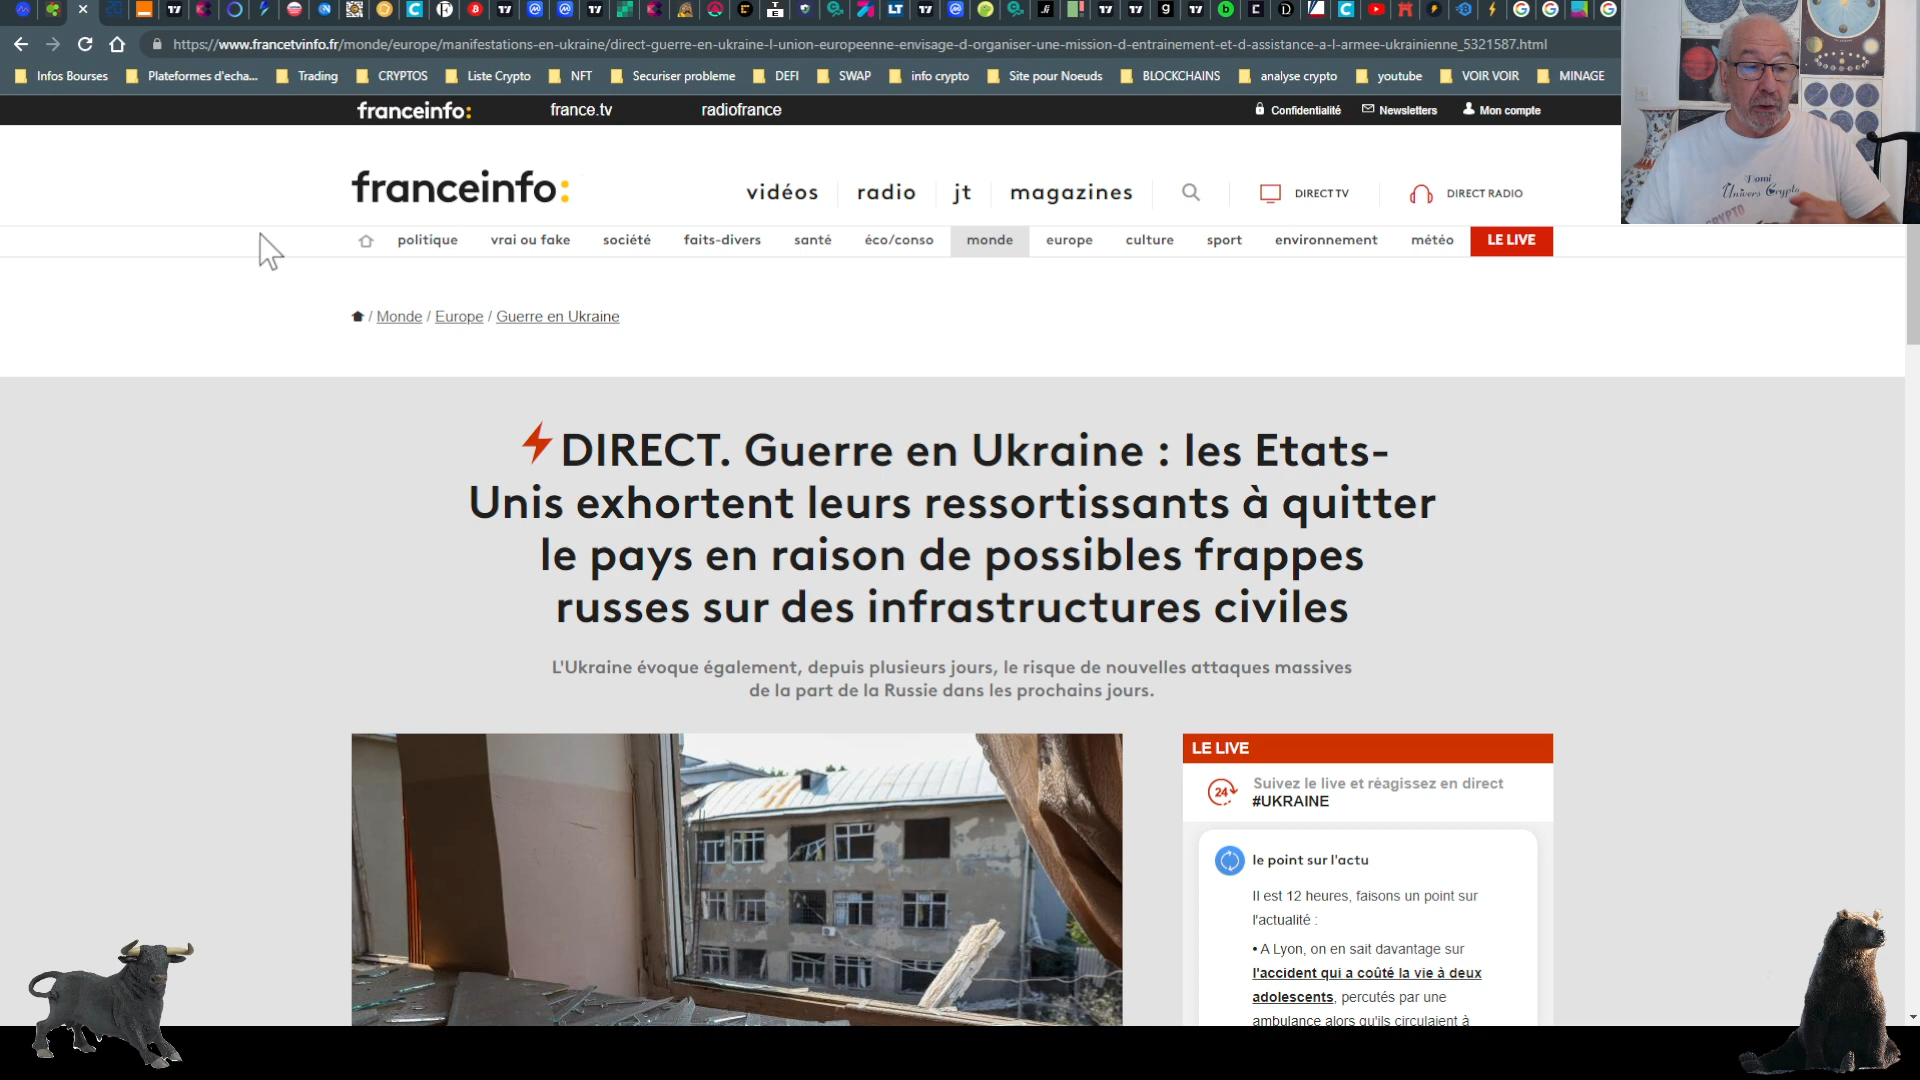 https://www.francetvinfo.fr/monde/europe/manifestations-en-ukraine/direct-guerre-en-ukraine-l-union-europeenne-envisage-d-organiser-une-mission-d-entrainement-et-d-assistance-a-l-armee-ukrainienne_5321587.html
Infos Bourses Plateformes d'echa... Trading CRYPTOS Liste Crypto NFT Securiser probleme DEFI SWAP info crypto Site pour Noeuds BLOCKCHAINS analyse crypto youtube VOIR VOIR MINAGE
franceinfo: france.tv radiofrance Confidentialité Newsletters Mon compte
franceinfo: vidéos radio jt magazines DIRECT TV DIRECT RADIO
Domi
Univers Crypto
CRYPTO
politique vrai ou fake société faits-divers santé éco/conso monde europe culture sport environnement météo LE LIVE
/ Monde / Europe / Guerre en Ukraine
DIRECT. Guerre en Ukraine : les Etats-
Unis exhortent leurs ressortissants à quitter
le pays en raison de possibles frappes
russes sur des infrastructures civiles
L'Ukraine évoque également, depuis plusieurs jours, le risque de nouvelles attaques massives
de la part de la Russie dans les prochains jours.
LE LIVE
24
Suivez le live et réagissez en direct
#UKRAINE
le point sur l'actu
Il est 12 heures, faisons un point sur
l'actualité :
• A Lyon, on en sait davantage sur
l'accident qui a coûté la vie à deux
adolescents, percutés par une
ambulance alors qu'ils circulaient à